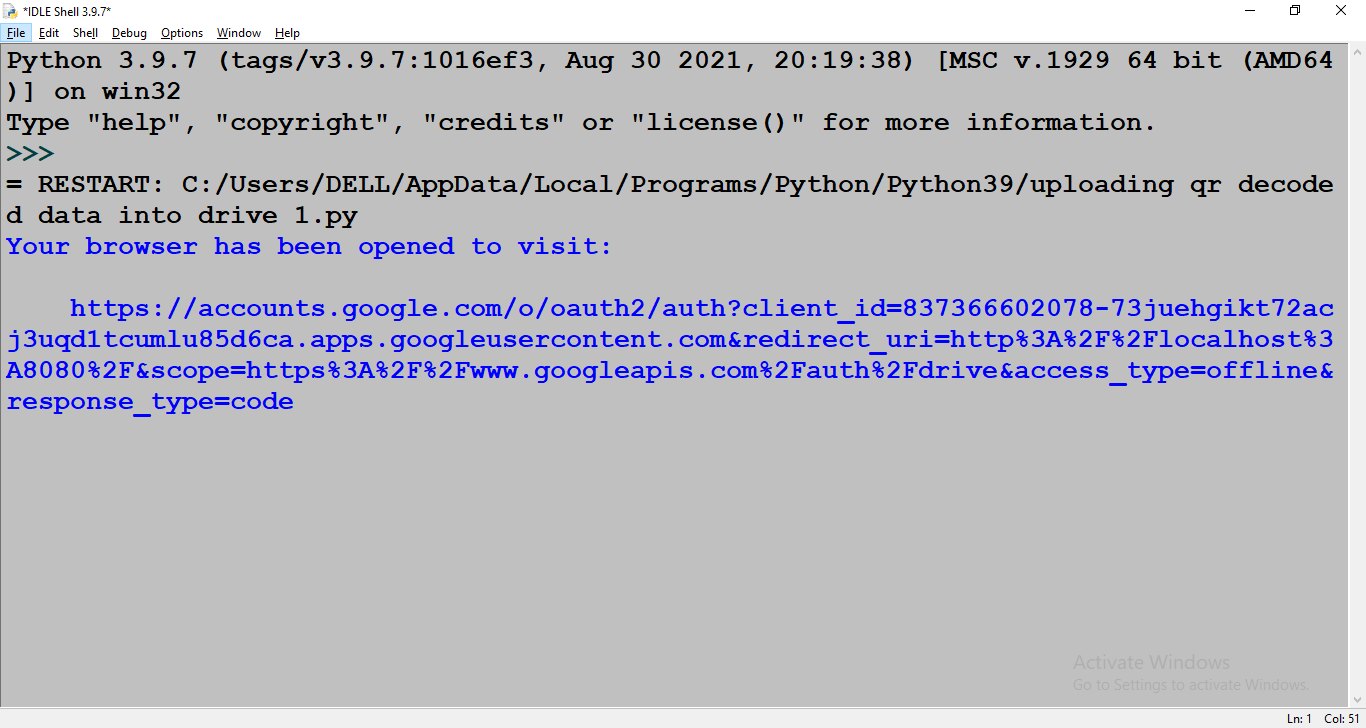 *IDLE Shell 3.9.7*
File Edit Shell Debug Options Window Help
Python 3.9.7 (tags/v3.9.7:1016ef3, Aug 30 2021, 20:19:38) [MSC v.1929 64 bit (AMD64
)] on win32
Type "help", "copyright", "credits" or "license()" for more information.
>>>
= RESTART: C:/Users/DELL/AppData/Local/Programs/Python/Python39/uploading qr decode
d data into drive 1.py
Your browser has been opened to visit:
https://accounts.google.com/o/oauth2/auth?client_id=837366602078-73juehgikt72ac
j3uqd1tcumlu85d6ca.apps.googleusercontent.com&redirect_uri=http%3A%2F%2Flocalhost%3
A8080%2F&scope=https%3A%2F%2Fwww.googleapis.com%2Fauth%2Fdrive&access_type=offline&
response_type=code
Activate Windows
Go to Settings to activate Windows.
Ln: 1 Col: 51